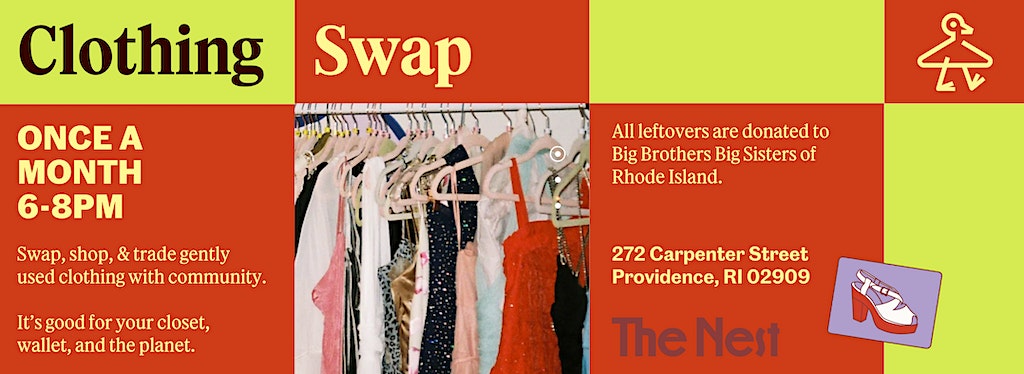 Clothing Swap
ONCE A
MONTH
6-8PM
Swap, shop, & trade gently
used clothing with community.
It’s good for your closet,
wallet, and the planet.
All leftovers are donated to
Big Brothers Big Sisters of
Rhode Island.
272 Carpenter Street
Providence, RI 02909
The Nest